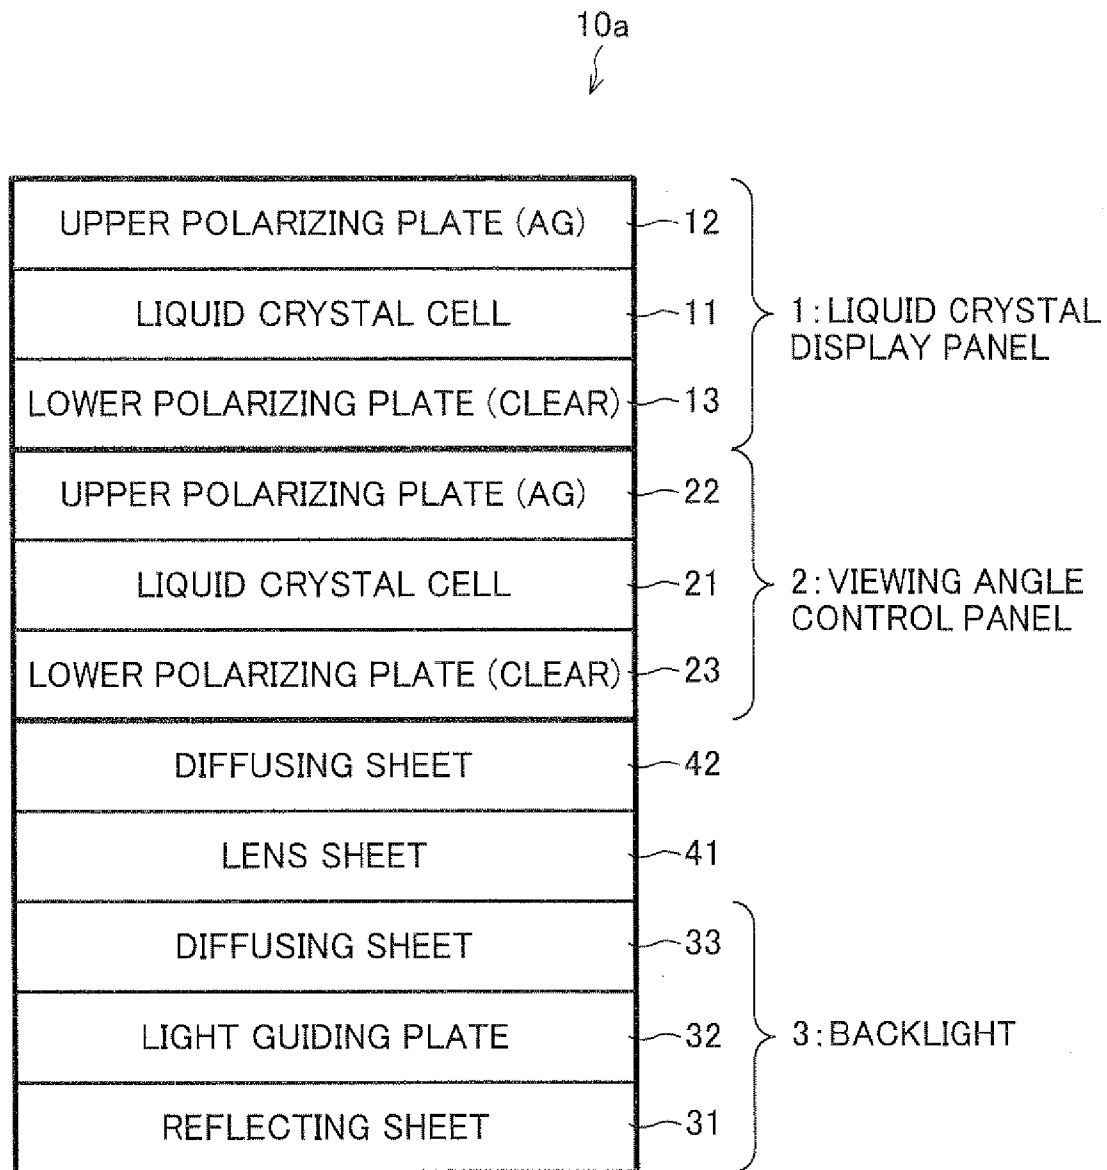 10a
UPPER POLARIZING PLATE (AG) 12
LIQUID CRYSTAL CELL 11
1:LIQUID CRYSTAL
DISPLAY PANEL
LOWER POLARIZING PLATE (CLEAR) 13
UPPER POLARIZING PLATE (AG) 22
LIQUID CRYSTAL CELL 21
2:VIEWING ANGLE
CONTROL PANEL
LOWER POLARIZING PLATE (CLEAR) 23
DIFFUSING SHEET 42
LENS SHEET 41
DIFFUSING SHEET 33
LIGHT GUIDING PLATE 32
3:BACKLIGHT
REFLECTING SHEET 31